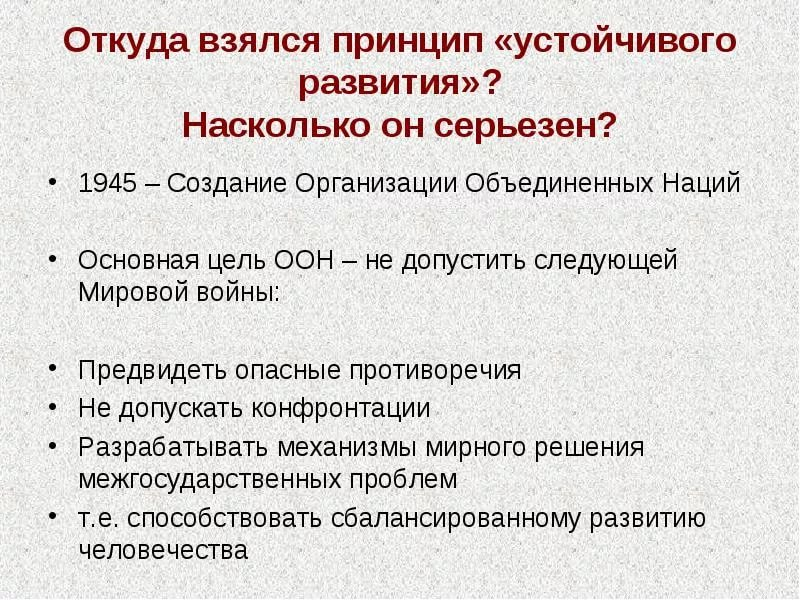 Откуда взялся принцип «устойчивого
развития»?
Насколько он серьезен?
• 1945 – Создание Организации Объединенных Наций
• Основная цель ООН – не допустить следующей
Мировой войны:
• Предвидеть опасные противоречия
• Не допускать конфронтации
• Разрабатывать механизмы мирного решения
межгосударственных проблем
• т.е. способствовать сбалансированному развитию
человечества